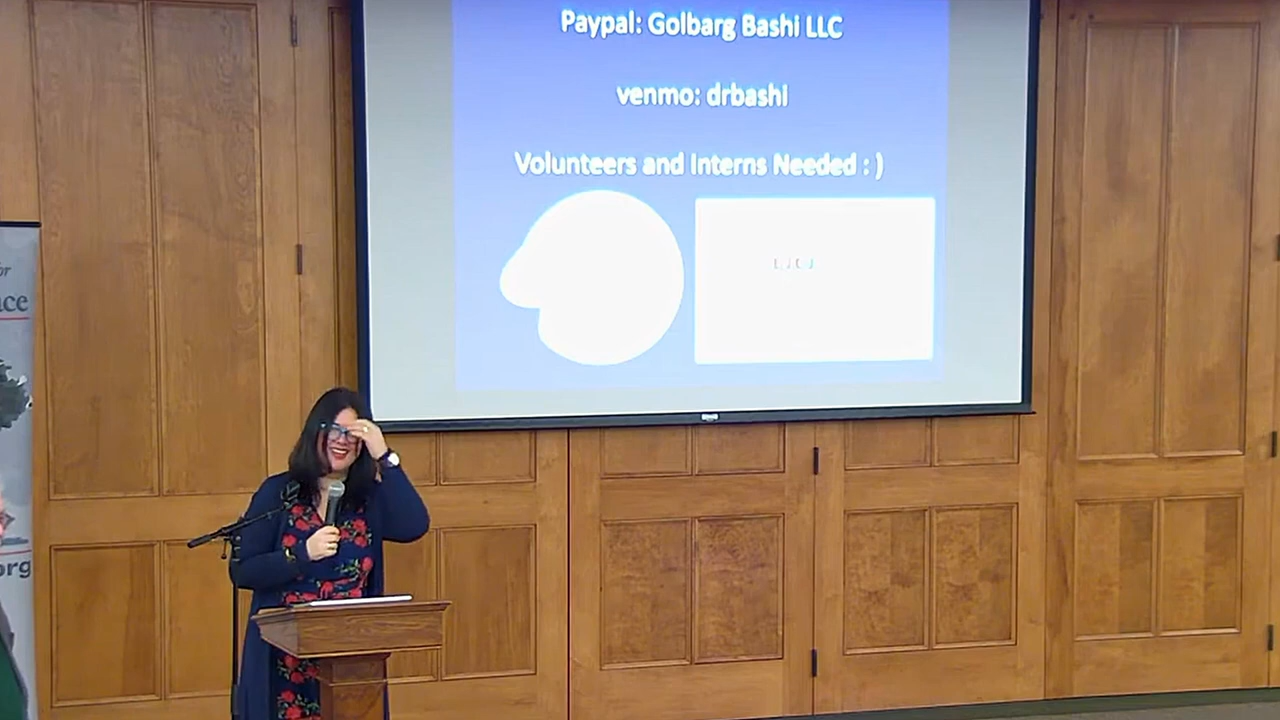 Paypal: Golbarg Bashi LLC
venmo: drbashi
Volunteers and Interns Needed : )